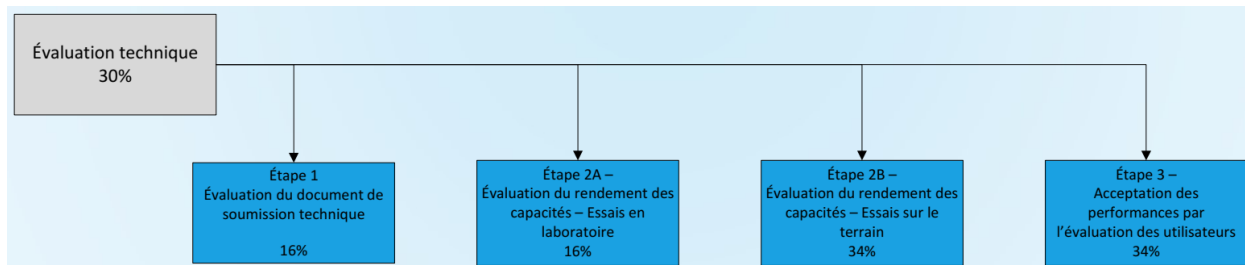 Évaluation technique
30%
Étape 1
Évaluation du document de
soumission technique
16%
Étape 2A –
Évaluation du rendement des
capacités – Essais en
laboratoire
16%
Étape 2B –
Évaluation du rendement des
capacités – Essais sur le
terrain
34%
Étape 3 –
Acceptation des
performances par
l’évaluation des utilisateurs
34%